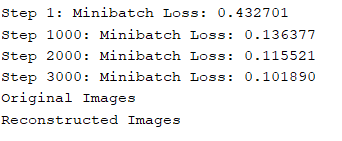 Step 1: Minibatch Loss: 0.432701
Step 1000: Minibatch Loss: 0.136377
Step 2000: Minibatch Loss: 0.115521
Step 3000: Minibatch Loss: 0.101890
Original Images
Reconstructed Images